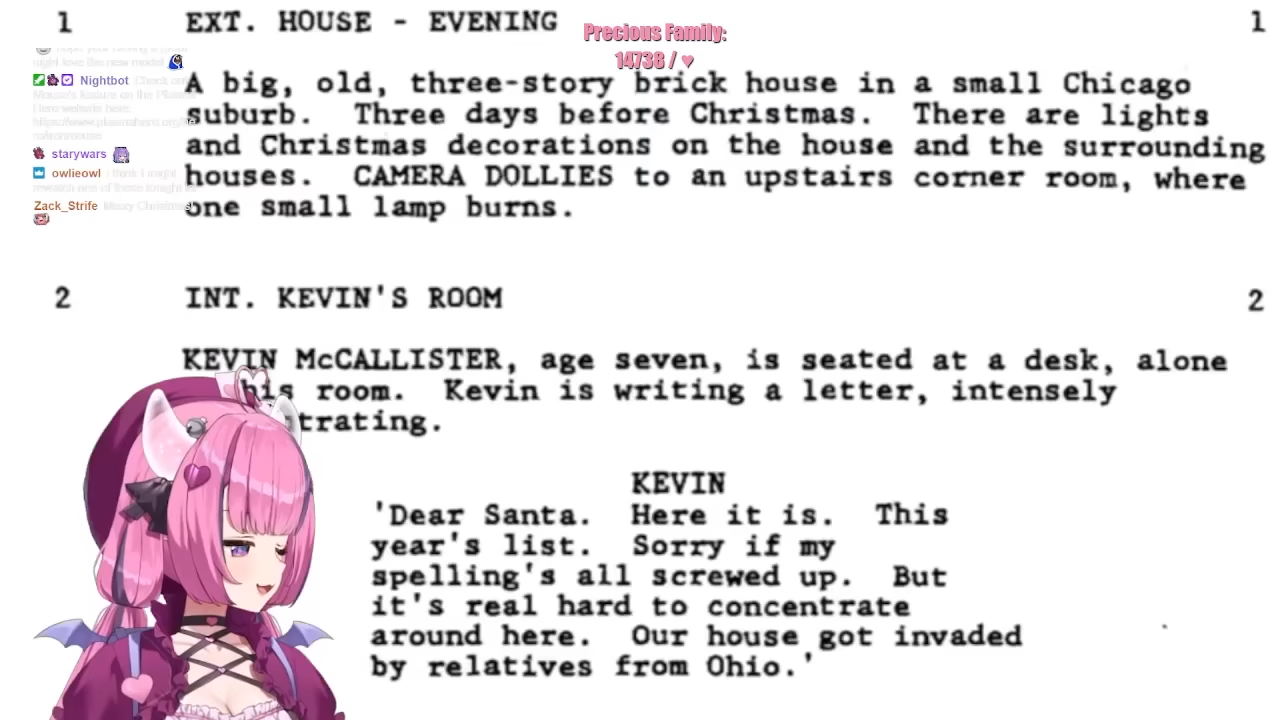 1 EXT. HOUSE - EVENING 1
Precious Family:
14738 / ♥
A big, old, three-story brick house in a small Chicago
suburb. Three days before Christmas. There are lights
and Christmas decorations on the house and the surrounding
houses. CAMERA DOLLIES to an upstairs corner room, where
one small lamp burns.
Nightbot Check out
starywars
owlieowl I think I might
Zack_Strife
2 INT. KEVIN'S ROOM 2
KEVIN McCALLISTER, age seven, is seated at a desk, alone
his room. Kevin is writing a letter, intensely
trating.
KEVIN
'Dear Santa. Here it is. This
year's list. Sorry if my
spelling's all screwed up. But
it's real hard to concentrate
around here. Our house got invaded
by relatives from Ohio.'